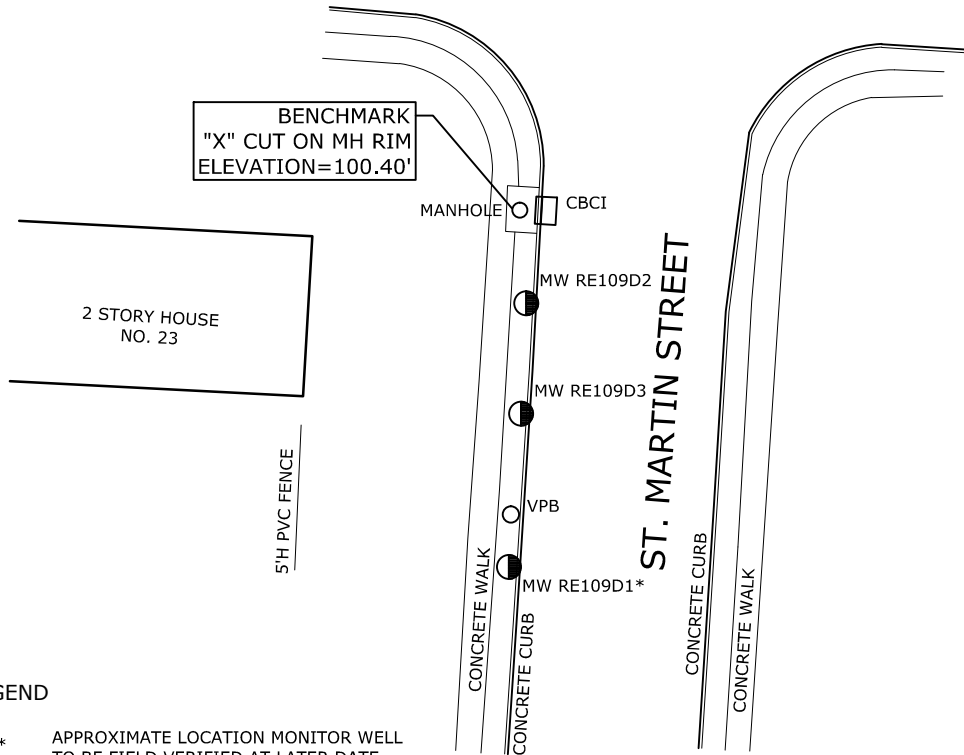 BENCHMARK
"X" CUT ON MH RIM
ELEVATION=100.40'
MANHOLE
CBCI
MW RE109D2
2 STORY HOUSE
NO. 23
MW RE109D3
ST. MARTIN STREET
5'H PVC FENCE
VPB
MW RE109D1*
CONCRETE WALK
CONCRETE CURB
CONCRETE CURB
CONCRETE WALK
GEND
* APPROXIMATE LOCATION MONITOR WELL
TO BE FIELD VERIFIED AT LATER DATE